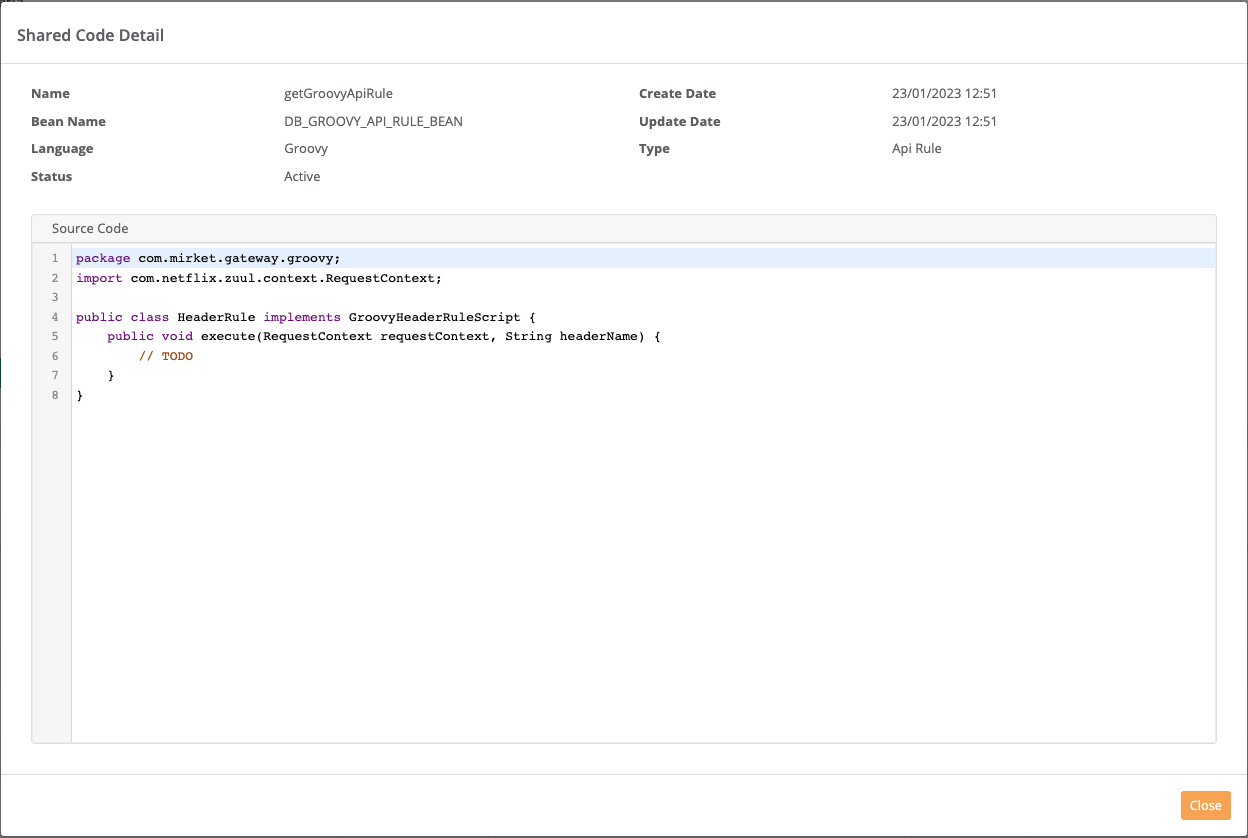 Shared Code Detail
Name getGroovyApiRule Create Date 23/01/2023 12:51
Bean Name DB_GROOVY_API_RULE_BEAN Update Date 23/01/2023 12:51
Language Groovy Type Api Rule
Status Active
Source Code
1 package com.mirket.gateway.groovy;
2 import com.netflix.zuul.context.RequestContext;
3
4 public class HeaderRule implements GroovyHeaderRuleScript {
5     public void execute(RequestContext requestContext, String headerName) {
6         // TODO
7     }
8 }
Close